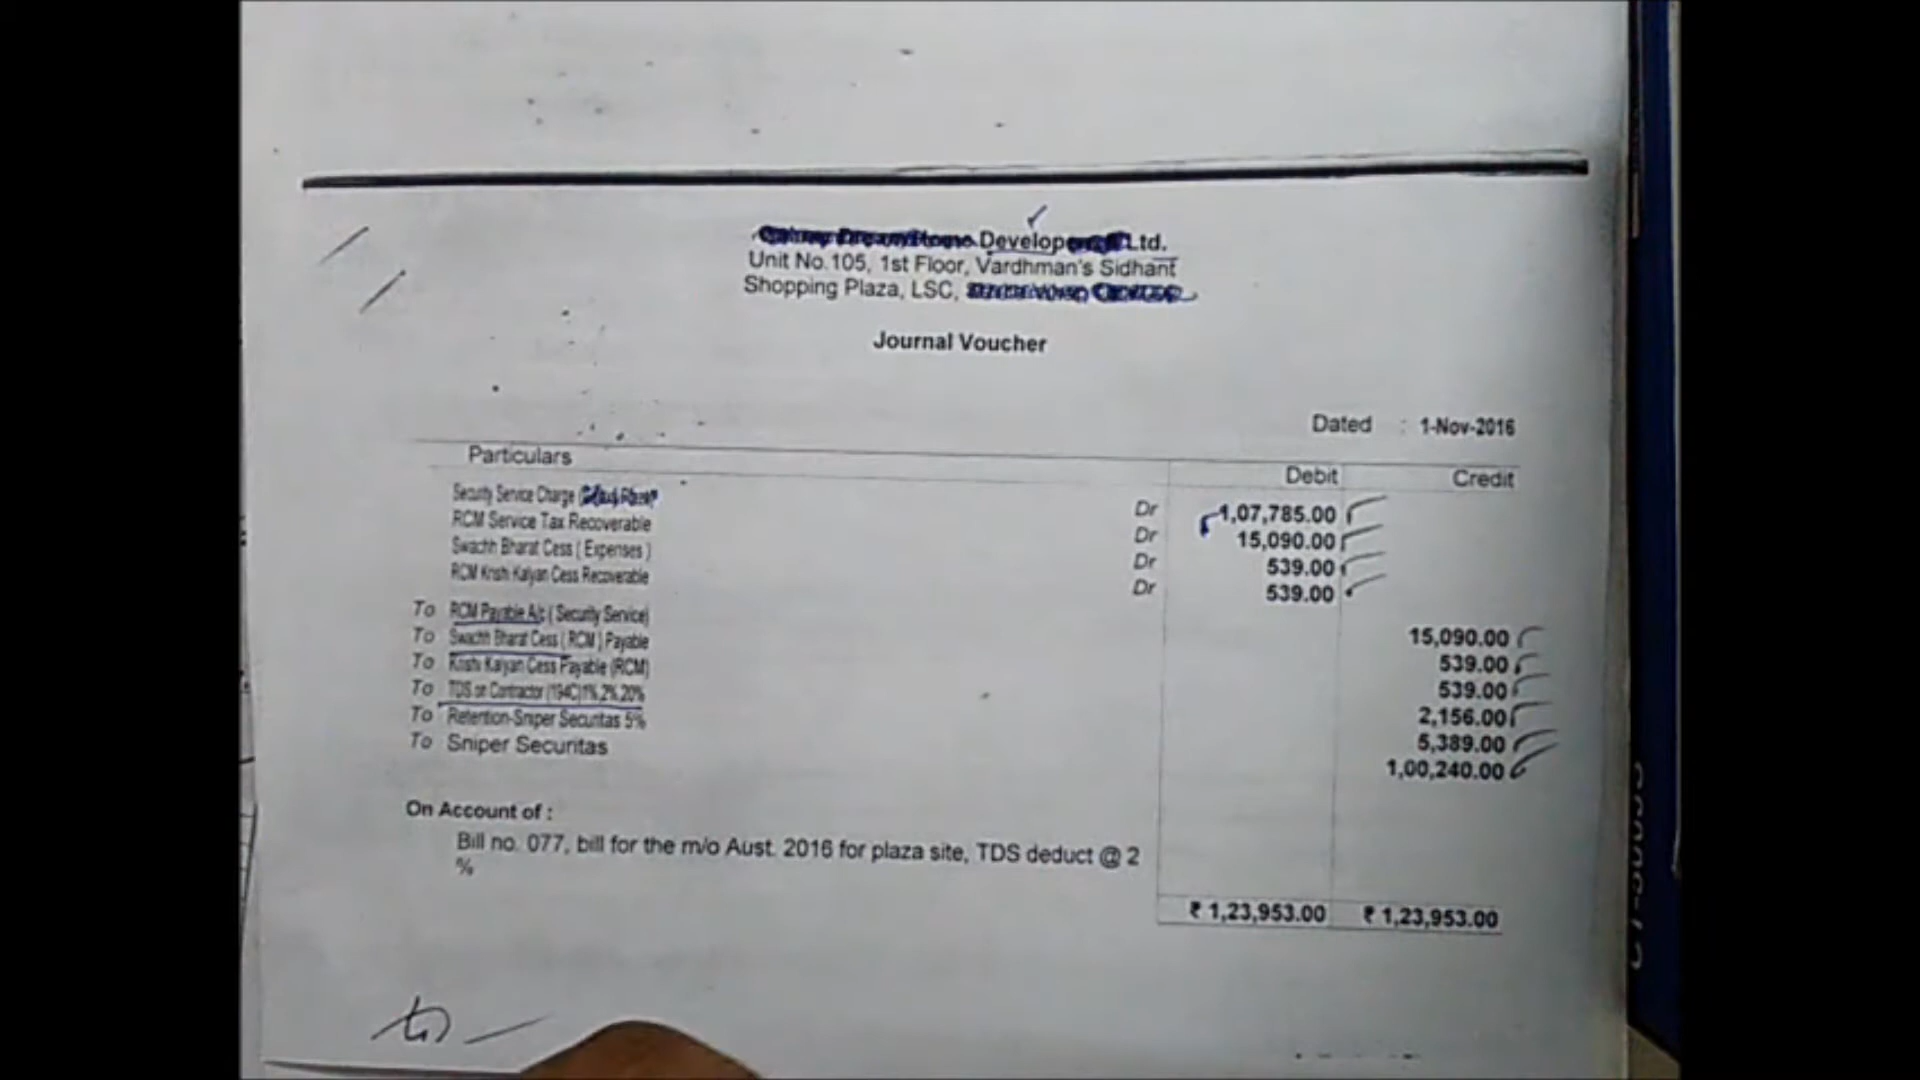 Developers Ltd.
Unit No.105, 1st Floor, Vardhman's Sidhant
Shopping Plaza, LSC,
Journal Voucher
Dated : 1-Nov-2016
Particulars Debit Credit
Security Service Charge ( Dr 1,07,785.00
RCM Service Tax Recoverable Dr 15,090.00
Swachh Bharat Cess ( Expenses ) Dr 539.00
RCM Krishi Kalyan Cess Recoverable Dr 539.00
To RCM Payable A/c ( Security Service) 15,090.00
To Swachh Bharat Cess ( RCM ) Payable 539.00
To Krishi Kalyan Cess Payable (RCM) 539.00
To TDS on Contractor (194C)1%,2%,20% 2,156.00
To Retention-Sniper Securitas 5% 5,389.00
To Sniper Securitas 1,00,240.00
On Account of :
Bill no. 077, bill for the m/o Aust. 2016 for plaza site, TDS deduct @ 2
%
₹ 1,23,953.00 ₹ 1,23,953.00